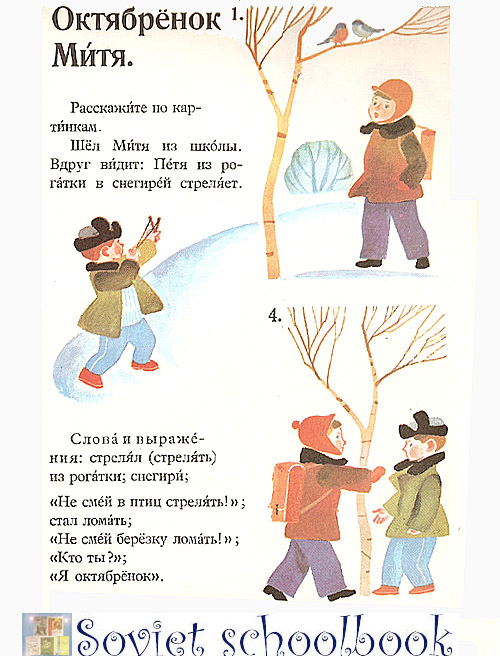 Октябрёнок
Ми́тя.
1.
Расскажи́те по кар-
ти́нкам.
Шёл Ми́тя из шко́лы.
Вдруг ви́дит: Пе́тя из ро-
га́тки в снегире́й стреля́ет.
4.
Слова́ и выраже́-
ния: стреля́л (стреля́ть)
из рога́тки; снегири́;
«Не сме́й в птиц стреля́ть!»;
стал лома́ть;
«Не сме́й берёзку лома́ть!»;
«Кто ты?»;
«Я октябрёнок».
Soviet schoolbook